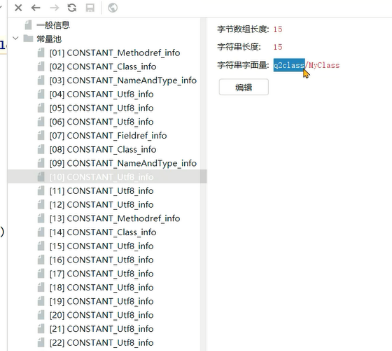 一般信息
常量池
[01] CONSTANT_Methodref_info
[02] CONSTANT_Class_info
[03] CONSTANT_NameAndType_info
[04] CONSTANT_Utf8_info
[05] CONSTANT_Utf8_info
[06] CONSTANT_Utf8_info
[07] CONSTANT_Fieldref_info
[08] CONSTANT_Class_info
[09] CONSTANT_NameAndType_info
[10] CONSTANT_Utf8_info
[11] CONSTANT_Utf8_info
[12] CONSTANT_Utf8_info
[13] CONSTANT_Methodref_info
[14] CONSTANT_Class_info
[15] CONSTANT_Utf8_info
[16] CONSTANT_Utf8_info
[17] CONSTANT_Utf8_info
[18] CONSTANT_Utf8_info
[19] CONSTANT_Utf8_info
[20] CONSTANT_Utf8_info
[21] CONSTANT_Utf8_info
[22] CONSTANT_Utf8_info
字节数组长度: 15
字符串长度: 15
字符串字面量: q2class/MyClass
编辑